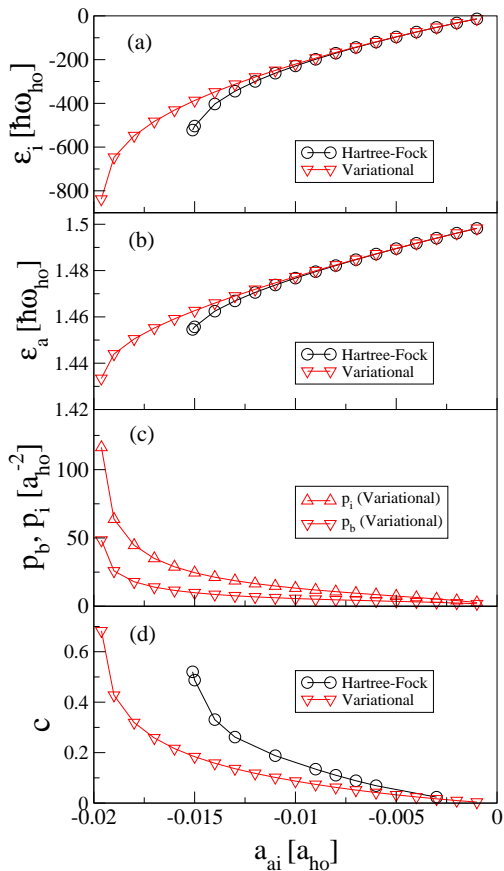 0
-200
-400
-600
-800
ε_i [ħω_ho]
(a)
Hartree-Fock
Variational
1.5
1.48
1.46
1.44
1.42
ε_a [ħω_ho]
(b)
Hartree-Fock
Variational
100
50
0
p_b, p_i [a_ho^-2]
(c)
p_i (Variational)
p_b (Variational)
0.6
0.4
0.2
0
c
(d)
Hartree-Fock
Variational
-0.02 -0.015 -0.01 -0.005 0
a_ai [a_ho]